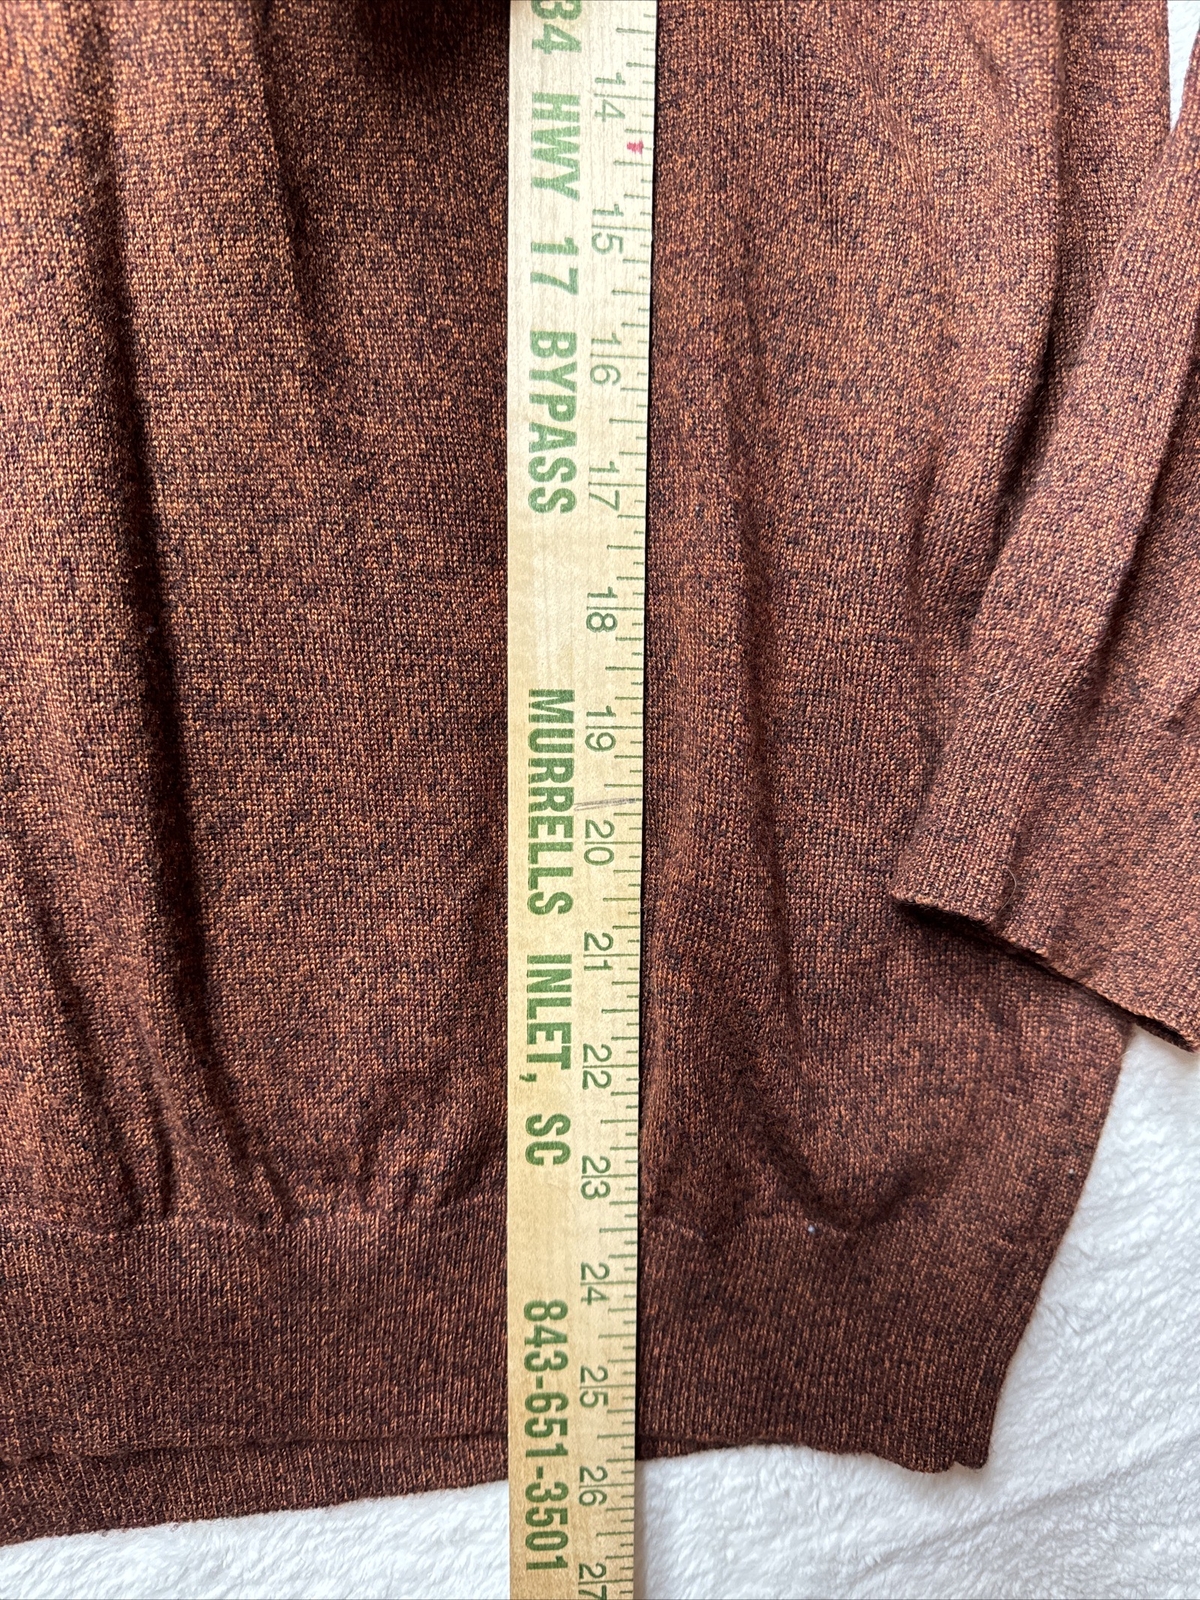 34 HWY 17 BYPASS MURRELLS INLET, SC 843-651-3501
14 15 16 17 18 19 20 21 22 23 24 25 26 27